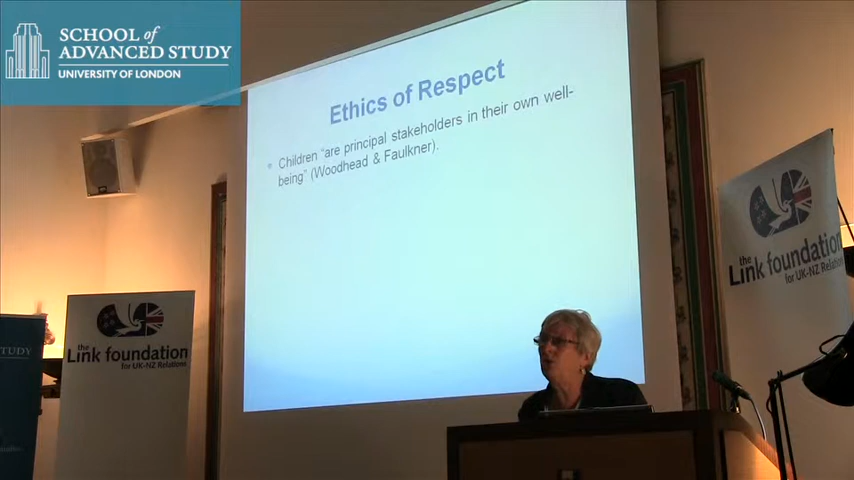 SCHOOL of
ADVANCED STUDY
UNIVERSITY OF LONDON
Ethics of Respect
Children “are principal stakeholders in their own well-
being” (Woodhead & Faulkner).
the
Link foundation
for UK-NZ Relations
the
Link foundation
for UK-NZ Relations
STUDY